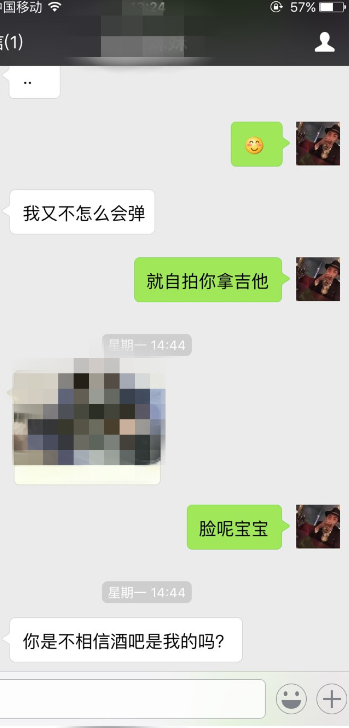 中国移动
57%
信(1)
..
我又不怎么会弹
就自拍你拿吉他
星期一 14:44
脸呢宝宝
星期一 14:44
你是不相信酒吧是我的吗?